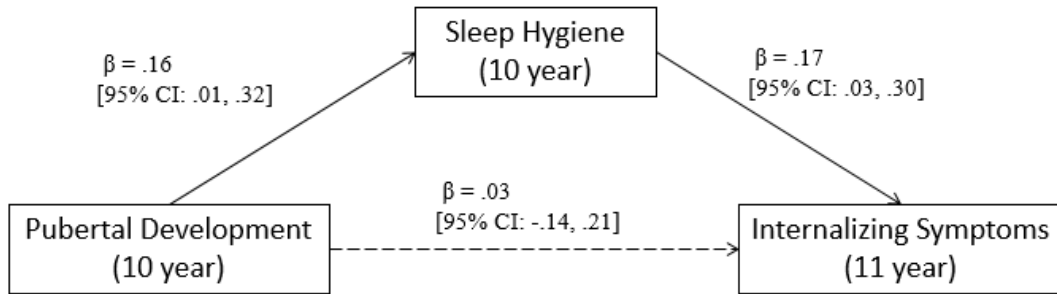 Sleep Hygiene
(10 year)
β = .16
[95% CI: .01, .32]
β = .17
[95% CI: .03, .30]
β = .03
[95% CI: -.14, .21]
Pubertal Development
(10 year)
Internalizing Symptoms
(11 year)